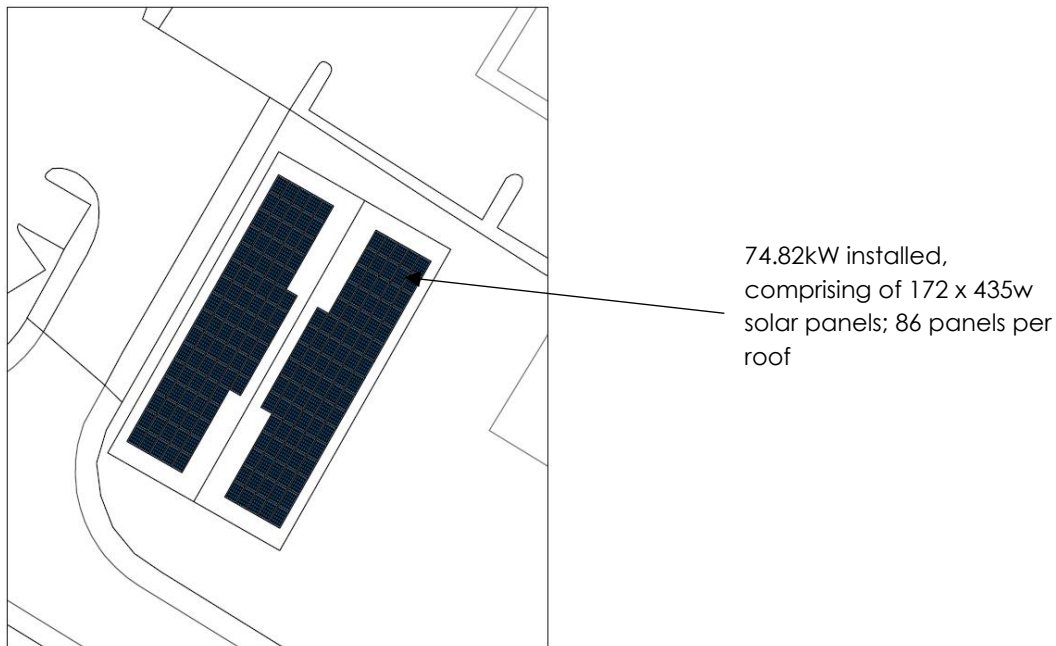 74.82kW installed,
comprising of 172 x 435w
solar panels; 86 panels per
roof